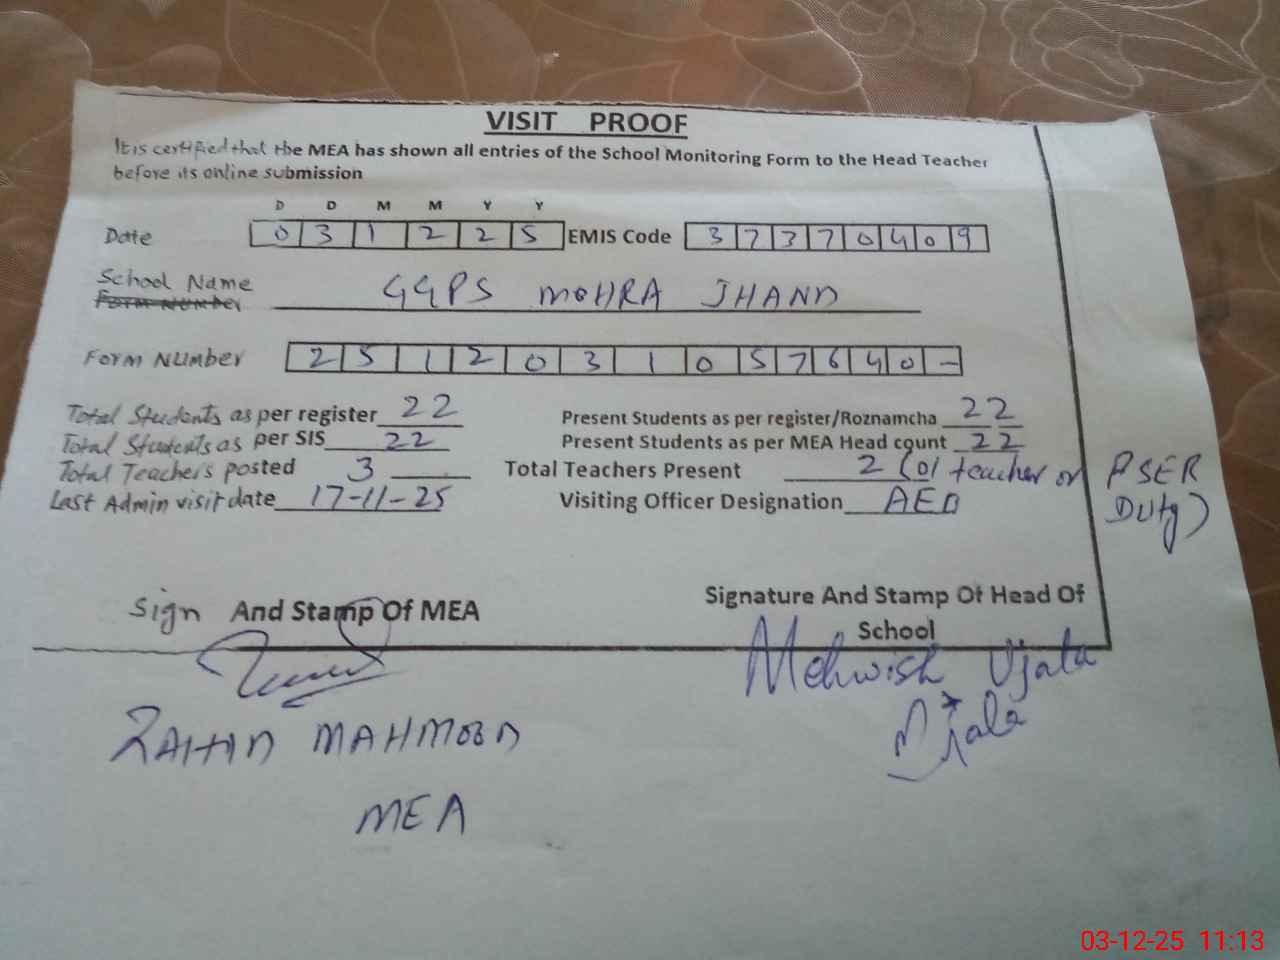 VISIT PROOF
It is certified that the MEA has shown all entries of the School Monitoring Form to the Head Teacher
before its online submission
D D M M Y Y
Date 0 3 1 2 2 5 EMIS Code 3 7 3 7 0 4 0 9
School Name GGPS MOHRA JHAND
Form Number
Form Number 2 5 1 2 0 3 1 0 5 7 6 4 0 -
Total Students as per register 22 Present Students as per register/Roznamcha 22
Total Students as per SIS 22 Present Students as per MEA Head count 22
Total Teachers posted 3 Total Teachers Present 2 (01 teacher on PSER
Duty)
Last Admin visit date 17-11-25 Visiting Officer Designation AEO
Sign And Stamp Of MEA
Signature And Stamp Of Head Of
School
Mehwish Ujala
Ujala
ZAHID MAHMOOD
MEA
03-12-25 11:13